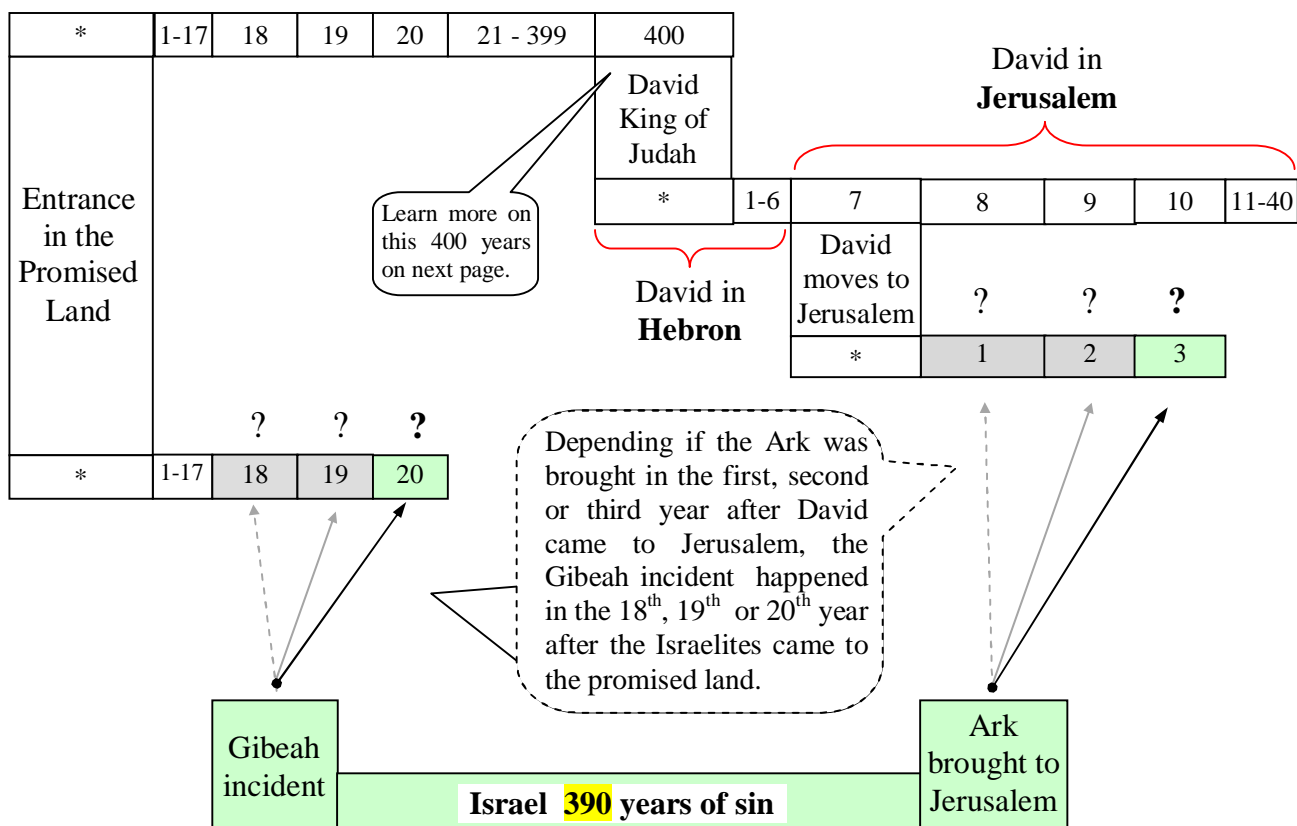 * 1-17 18 19 20 21 - 399 400
David in
Jerusalem
David
King of
Judah
Learn more on
this 400 years
on next page.
* 1-6 7 8 9 10 11-40
Entrance
in the
Promised
Land
David in
Hebron
David
moves to
Jerusalem
? ? ?
* 1 2 3
? ? ?
* 1-17 18 19 20
Depending if the Ark was
brought in the first, second
or third year after David
came to Jerusalem, the
Gibeah incident happened
in the 18th, 19th or 20th year
after the Israelites came to
the promised land.
Gibeah
incident
Ark
brought to
Jerusalem
Israel 390 years of sin